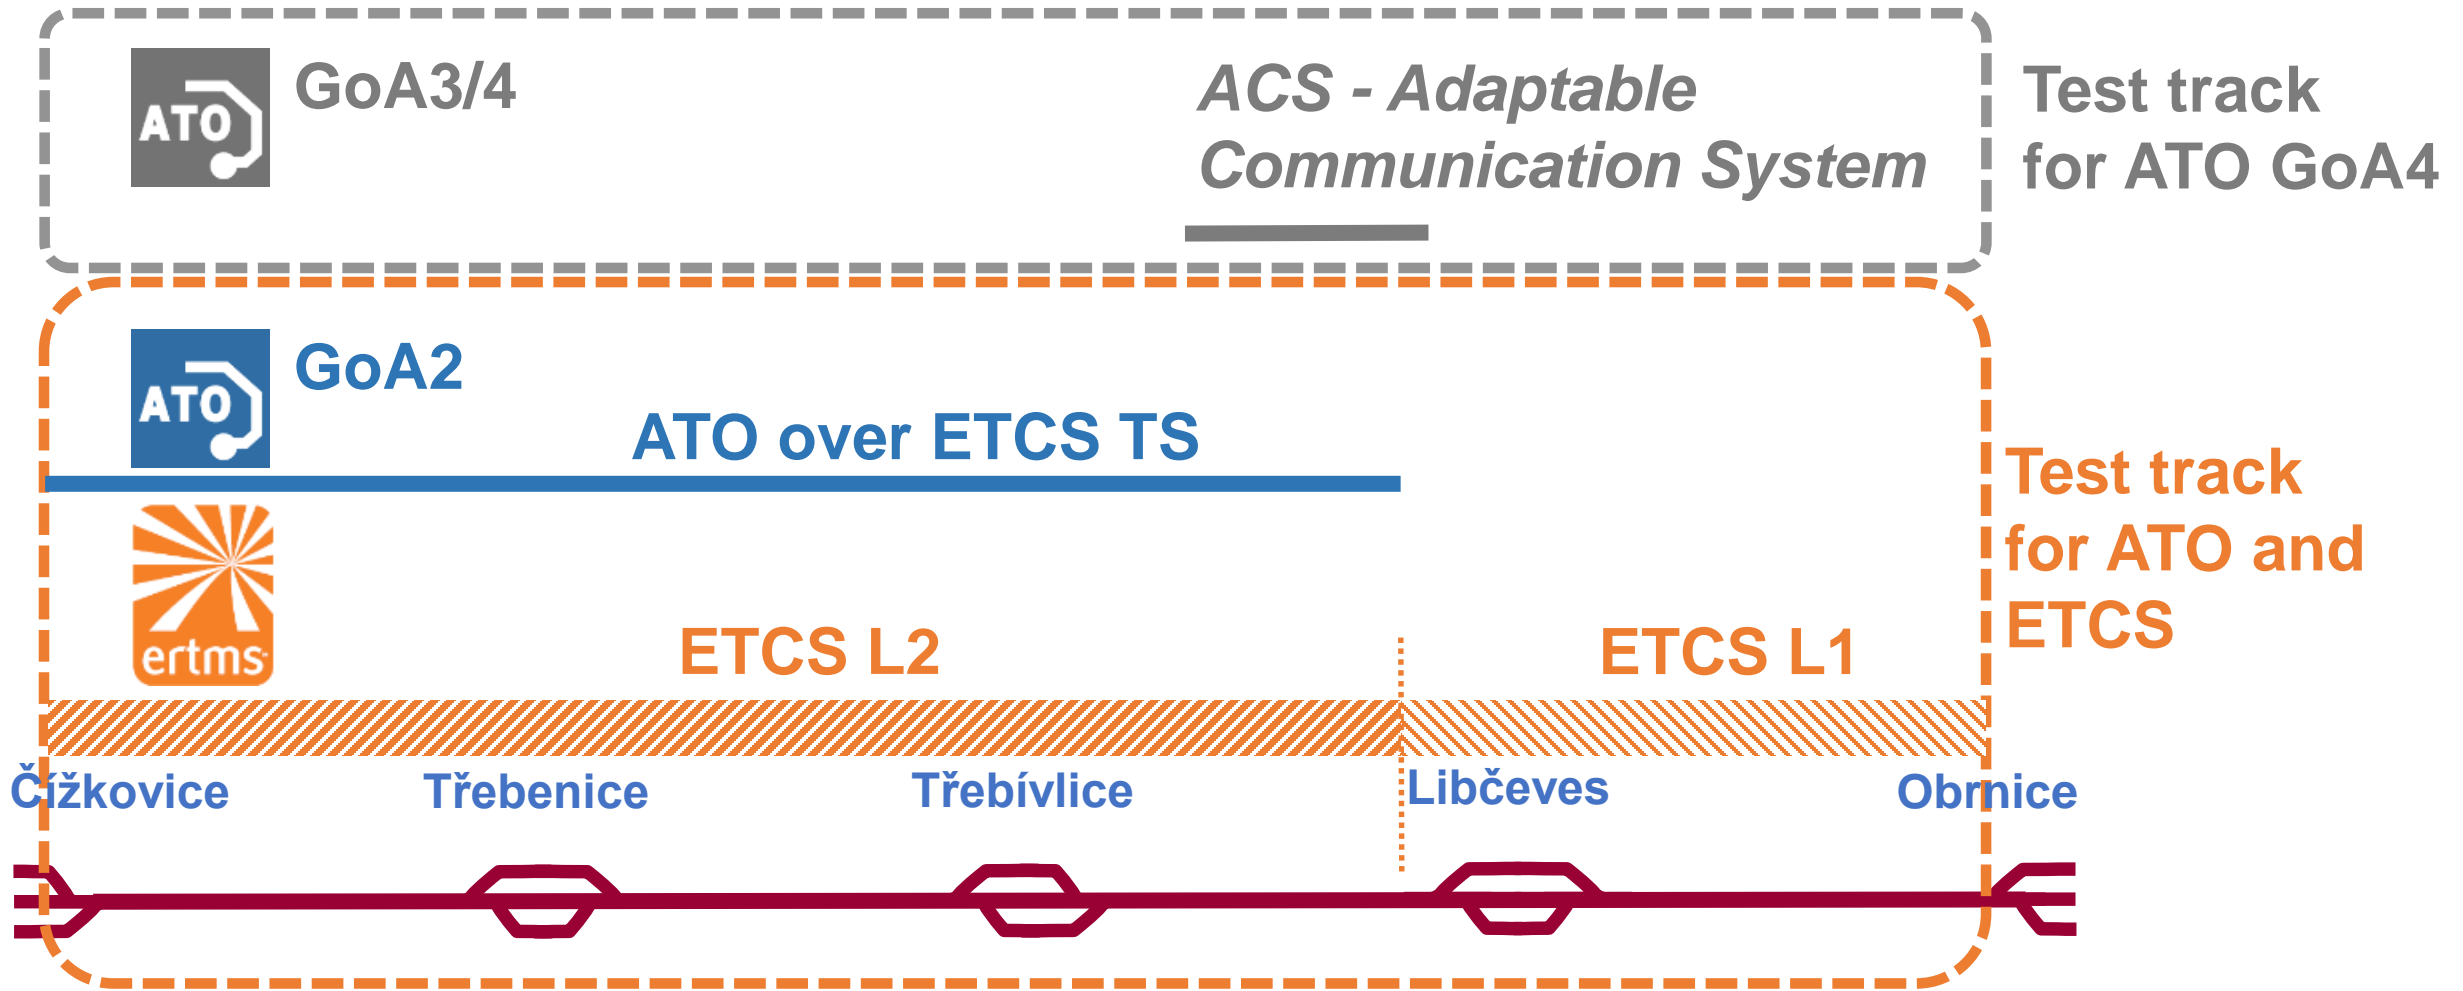 ATO
GoA3/4
ACS - Adaptable
Communication System
Test track
for ATO GoA4
ATO
GoA2
ATO over ETCS TS
Test track
for ATO and
ETCS
ertms
ETCS L2
ETCS L1
Čížkovice
Třebenice
Třebívlice
Libčeves
Obrnice